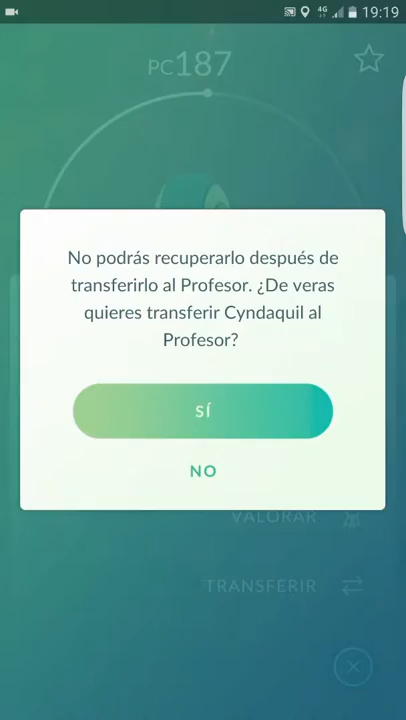 4G 19:19
PC187
No podrás recuperarlo después de
transferirlo al Profesor. ¿De veras
quieres transferir Cyndaquil al
Profesor?
SÍ
NO
VALORAR
TRANSFERIR